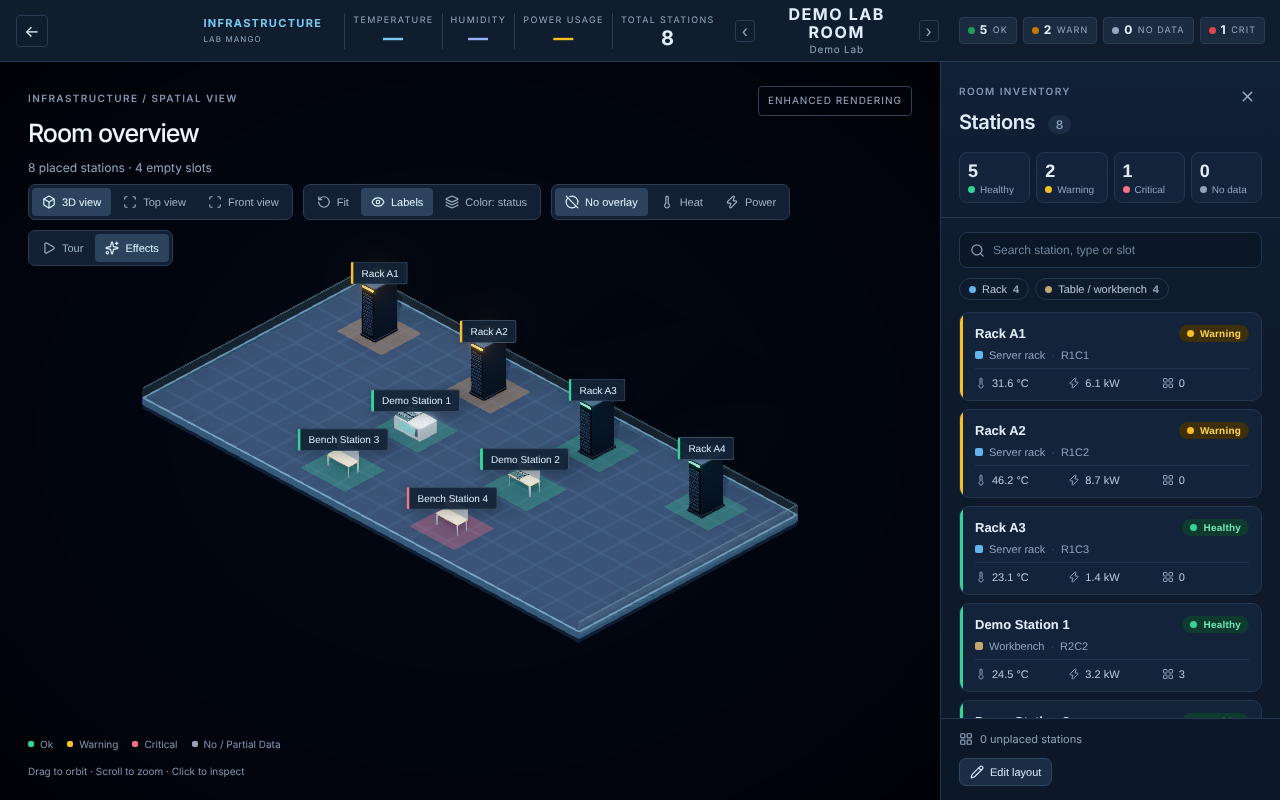 INFRASTRUCTURE
LAB MANGO
TEMPERATURE
HUMIDITY
POWER USAGE
TOTAL STATIONS
8
DEMO LAB ROOM
Demo Lab
5 OK
2 WARN
0 NO DATA
1 CRIT
INFRASTRUCTURE / SPATIAL VIEW
Room overview
8 placed stations · 4 empty slots
ENHANCED RENDERING
3D view
Top view
Front view
Fit
Labels
Color: status
No overlay
Heat
Power
Tour
Effects
Rack A1
Rack A2
Rack A3
Demo Station 1
Bench Station 3
Rack A4
Demo Station 2
Bench Station 4
Ok
Warning
Critical
No / Partial Data
Drag to orbit · Scroll to zoom · Click to inspect
ROOM INVENTORY
Stations 8
5
Healthy
2
Warning
1
Critical
0
No data
Search station, type or slot
Rack 4
Table / workbench 4
Rack A1
Warning
Server rack · R1C1
31.6 °C
6.1 kW
0
Rack A2
Warning
Server rack · R1C2
46.2 °C
8.7 kW
0
Rack A3
Healthy
Server rack · R1C3
23.1 °C
1.4 kW
0
Demo Station 1
Healthy
Workbench · R2C2
24.5 °C
3.2 kW
3
0 unplaced stations
Edit layout